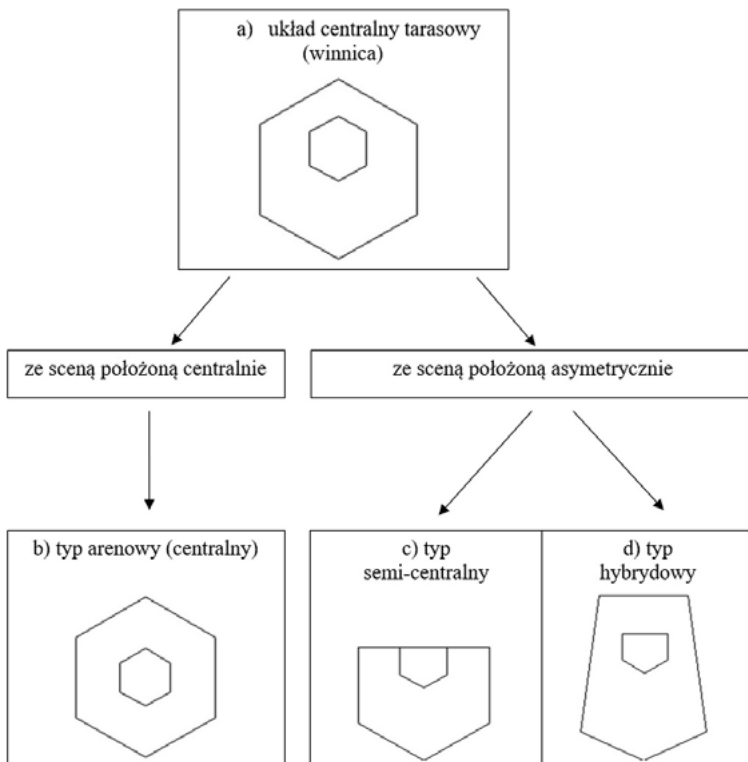 a) układ centralny tarasowy
(winnica)
ze sceną położoną centralnie
ze sceną położoną asymetrycznie
b) typ arenowy (centralny)
c) typ
semi-centralny
d) typ
hybrydowy